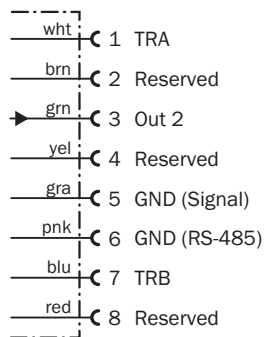 wht 1 TRA
brn 2 Reserved
grn 3 Out 2
yel 4 Reserved
gra 5 GND (Signal)
pnk 6 GND (RS-485)
blu 7 TRB
red 8 Reserved